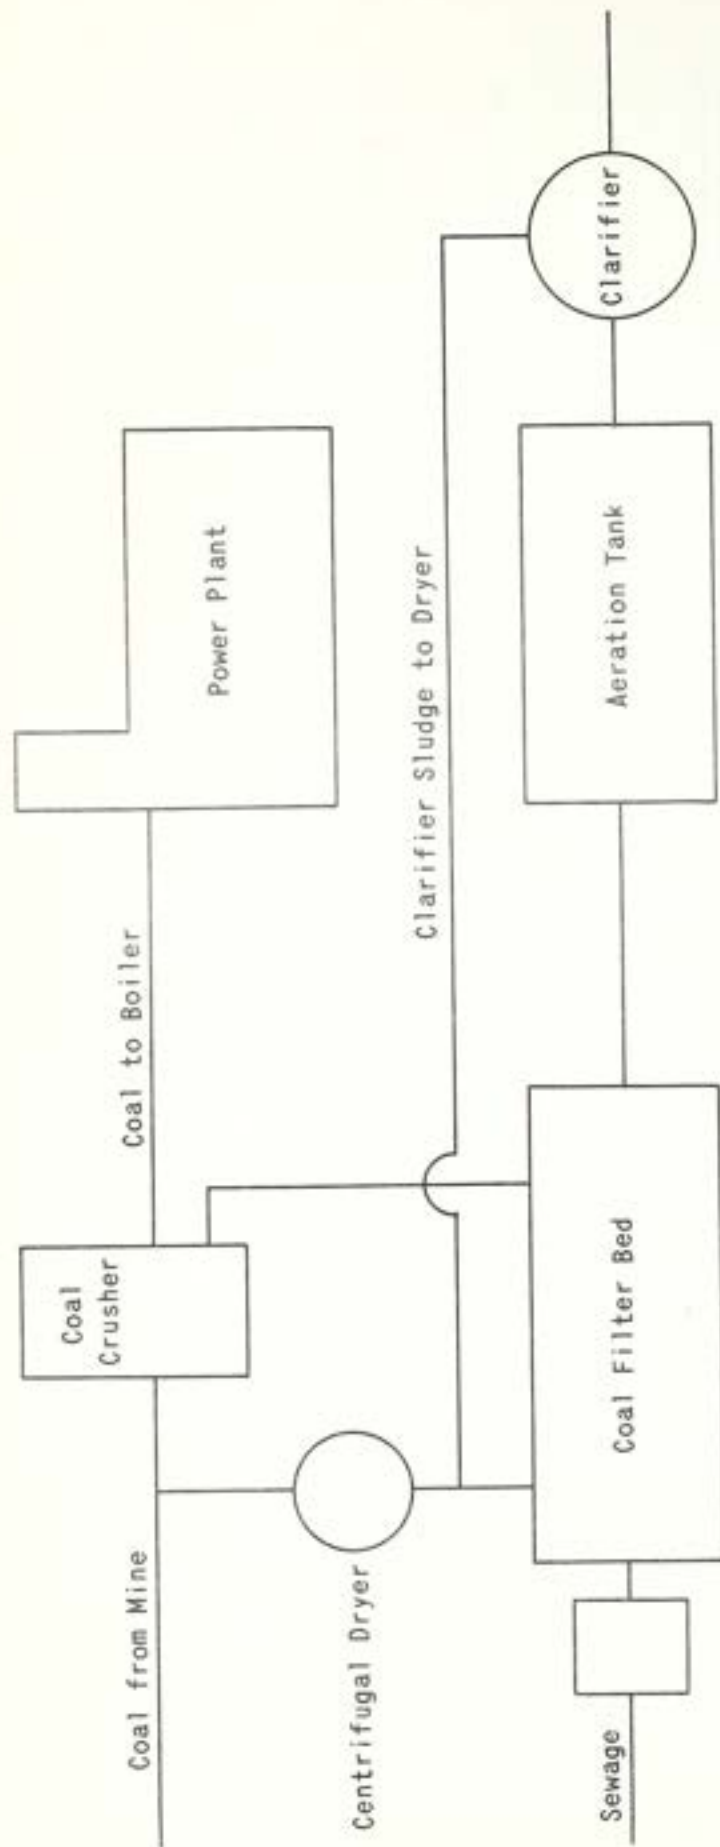 Coal from Mine
Coal
Crusher
Coal to Boiler
Power Plant
Centrifugal Dryer
Clarifier Sludge to Dryer
Sewage
Coal Filter Bed
Aeration Tank
Clarifier